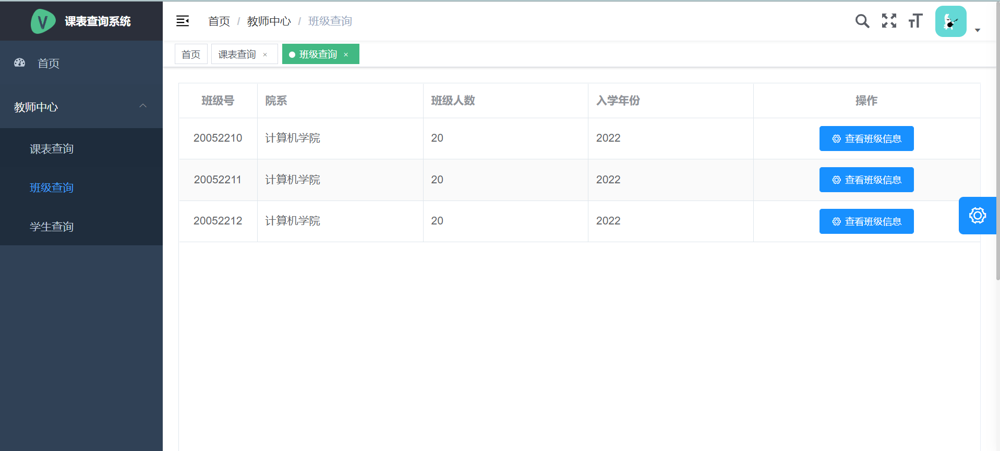 V 课表查询系统
首页 / 教师中心 / 班级查询
首页
课表查询 ×
班级查询 ×
首页
教师中心
课表查询
班级查询
学生查询
班级号 院系 班级人数 入学年份 操作
20052210 计算机学院 20 2022 查看班级信息
20052211 计算机学院 20 2022 查看班级信息
20052212 计算机学院 20 2022 查看班级信息